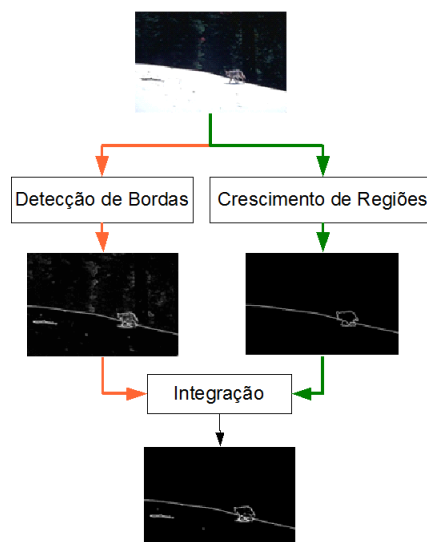 Detecção de Bordas
Crescimento de Regiões
Integração